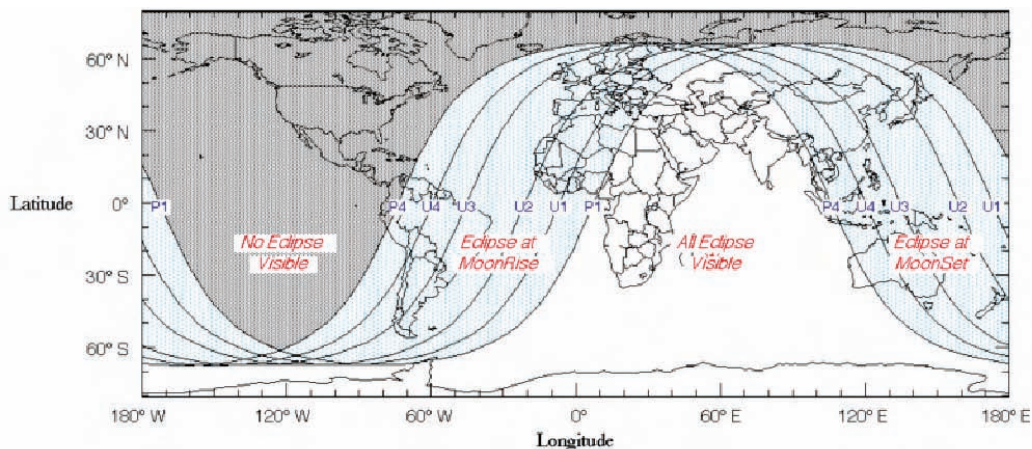 60° N
30° N
Latitude 0° P1 P4 U4 U3 U2 U1 P1 P4 U4 U3 U2 U1
No Eclipse Visible
Eclipse at MoonRise
All Eclipse Visible
Eclipse at MoonSet
30° S
60° S
180° W 120° W 60° W 0° 60° E 120° E 180° E
Longitude